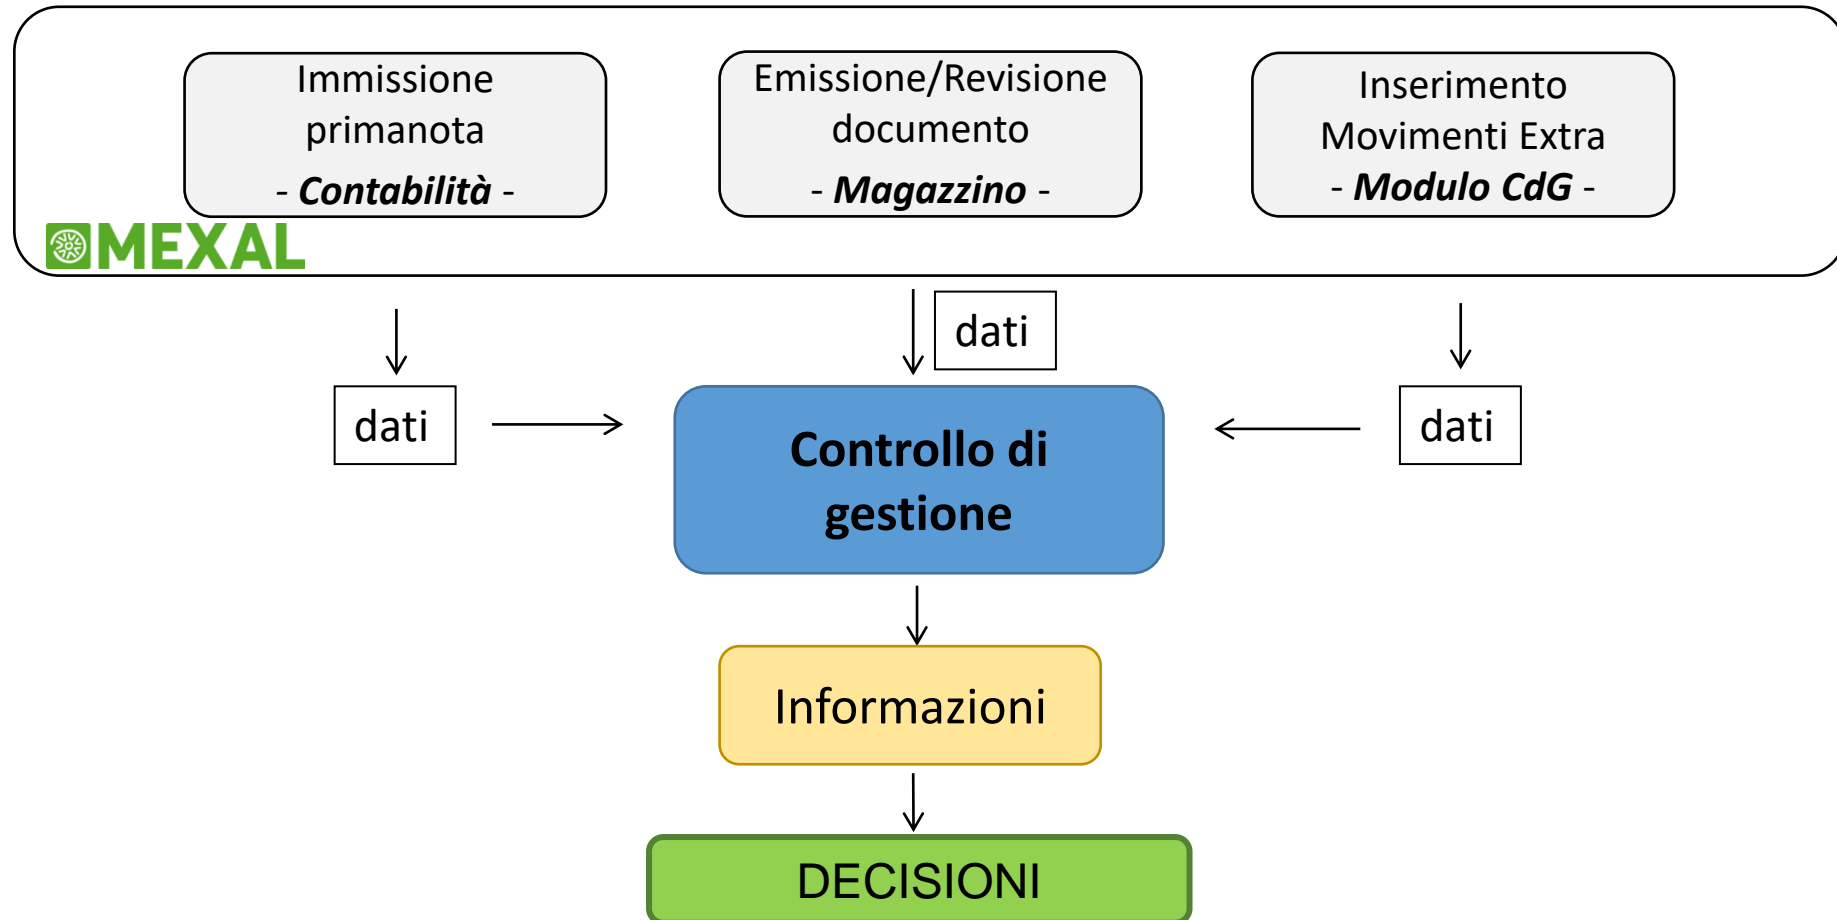 Immissione
primanota
- Contabilità -
Emissione/Revisione
documento
- Magazzino -
Inserimento
Movimenti Extra
- Modulo CdG -
MEXAL
dati
dati
dati
Controllo di
gestione
Informazioni
DECISIONI